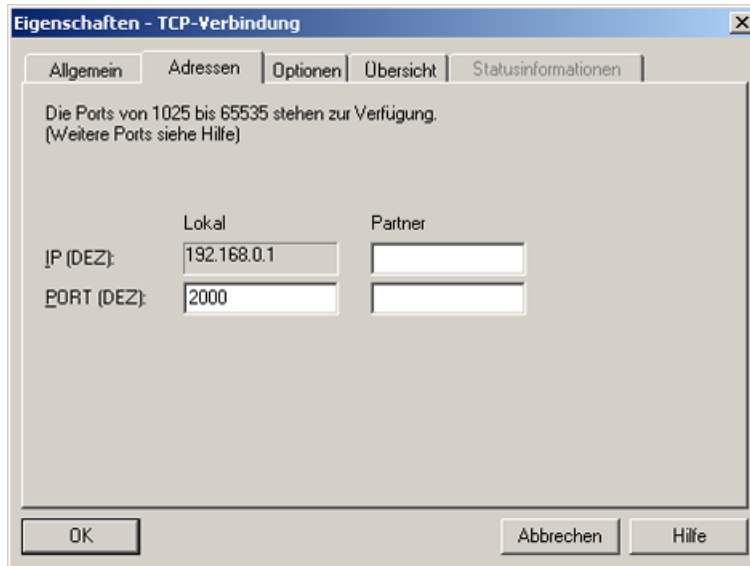 Eigenschaften - TCP-Verbindung
Allgemein Adressen Optionen Übersicht Statusinformationen
Die Ports von 1025 bis 65535 stehen zur Verfügung.
(Weitere Ports siehe Hilfe)
Lokal Partner
IP (DEZ): 192.168.0.1
PORT (DEZ): 2000
OK Abbrechen Hilfe